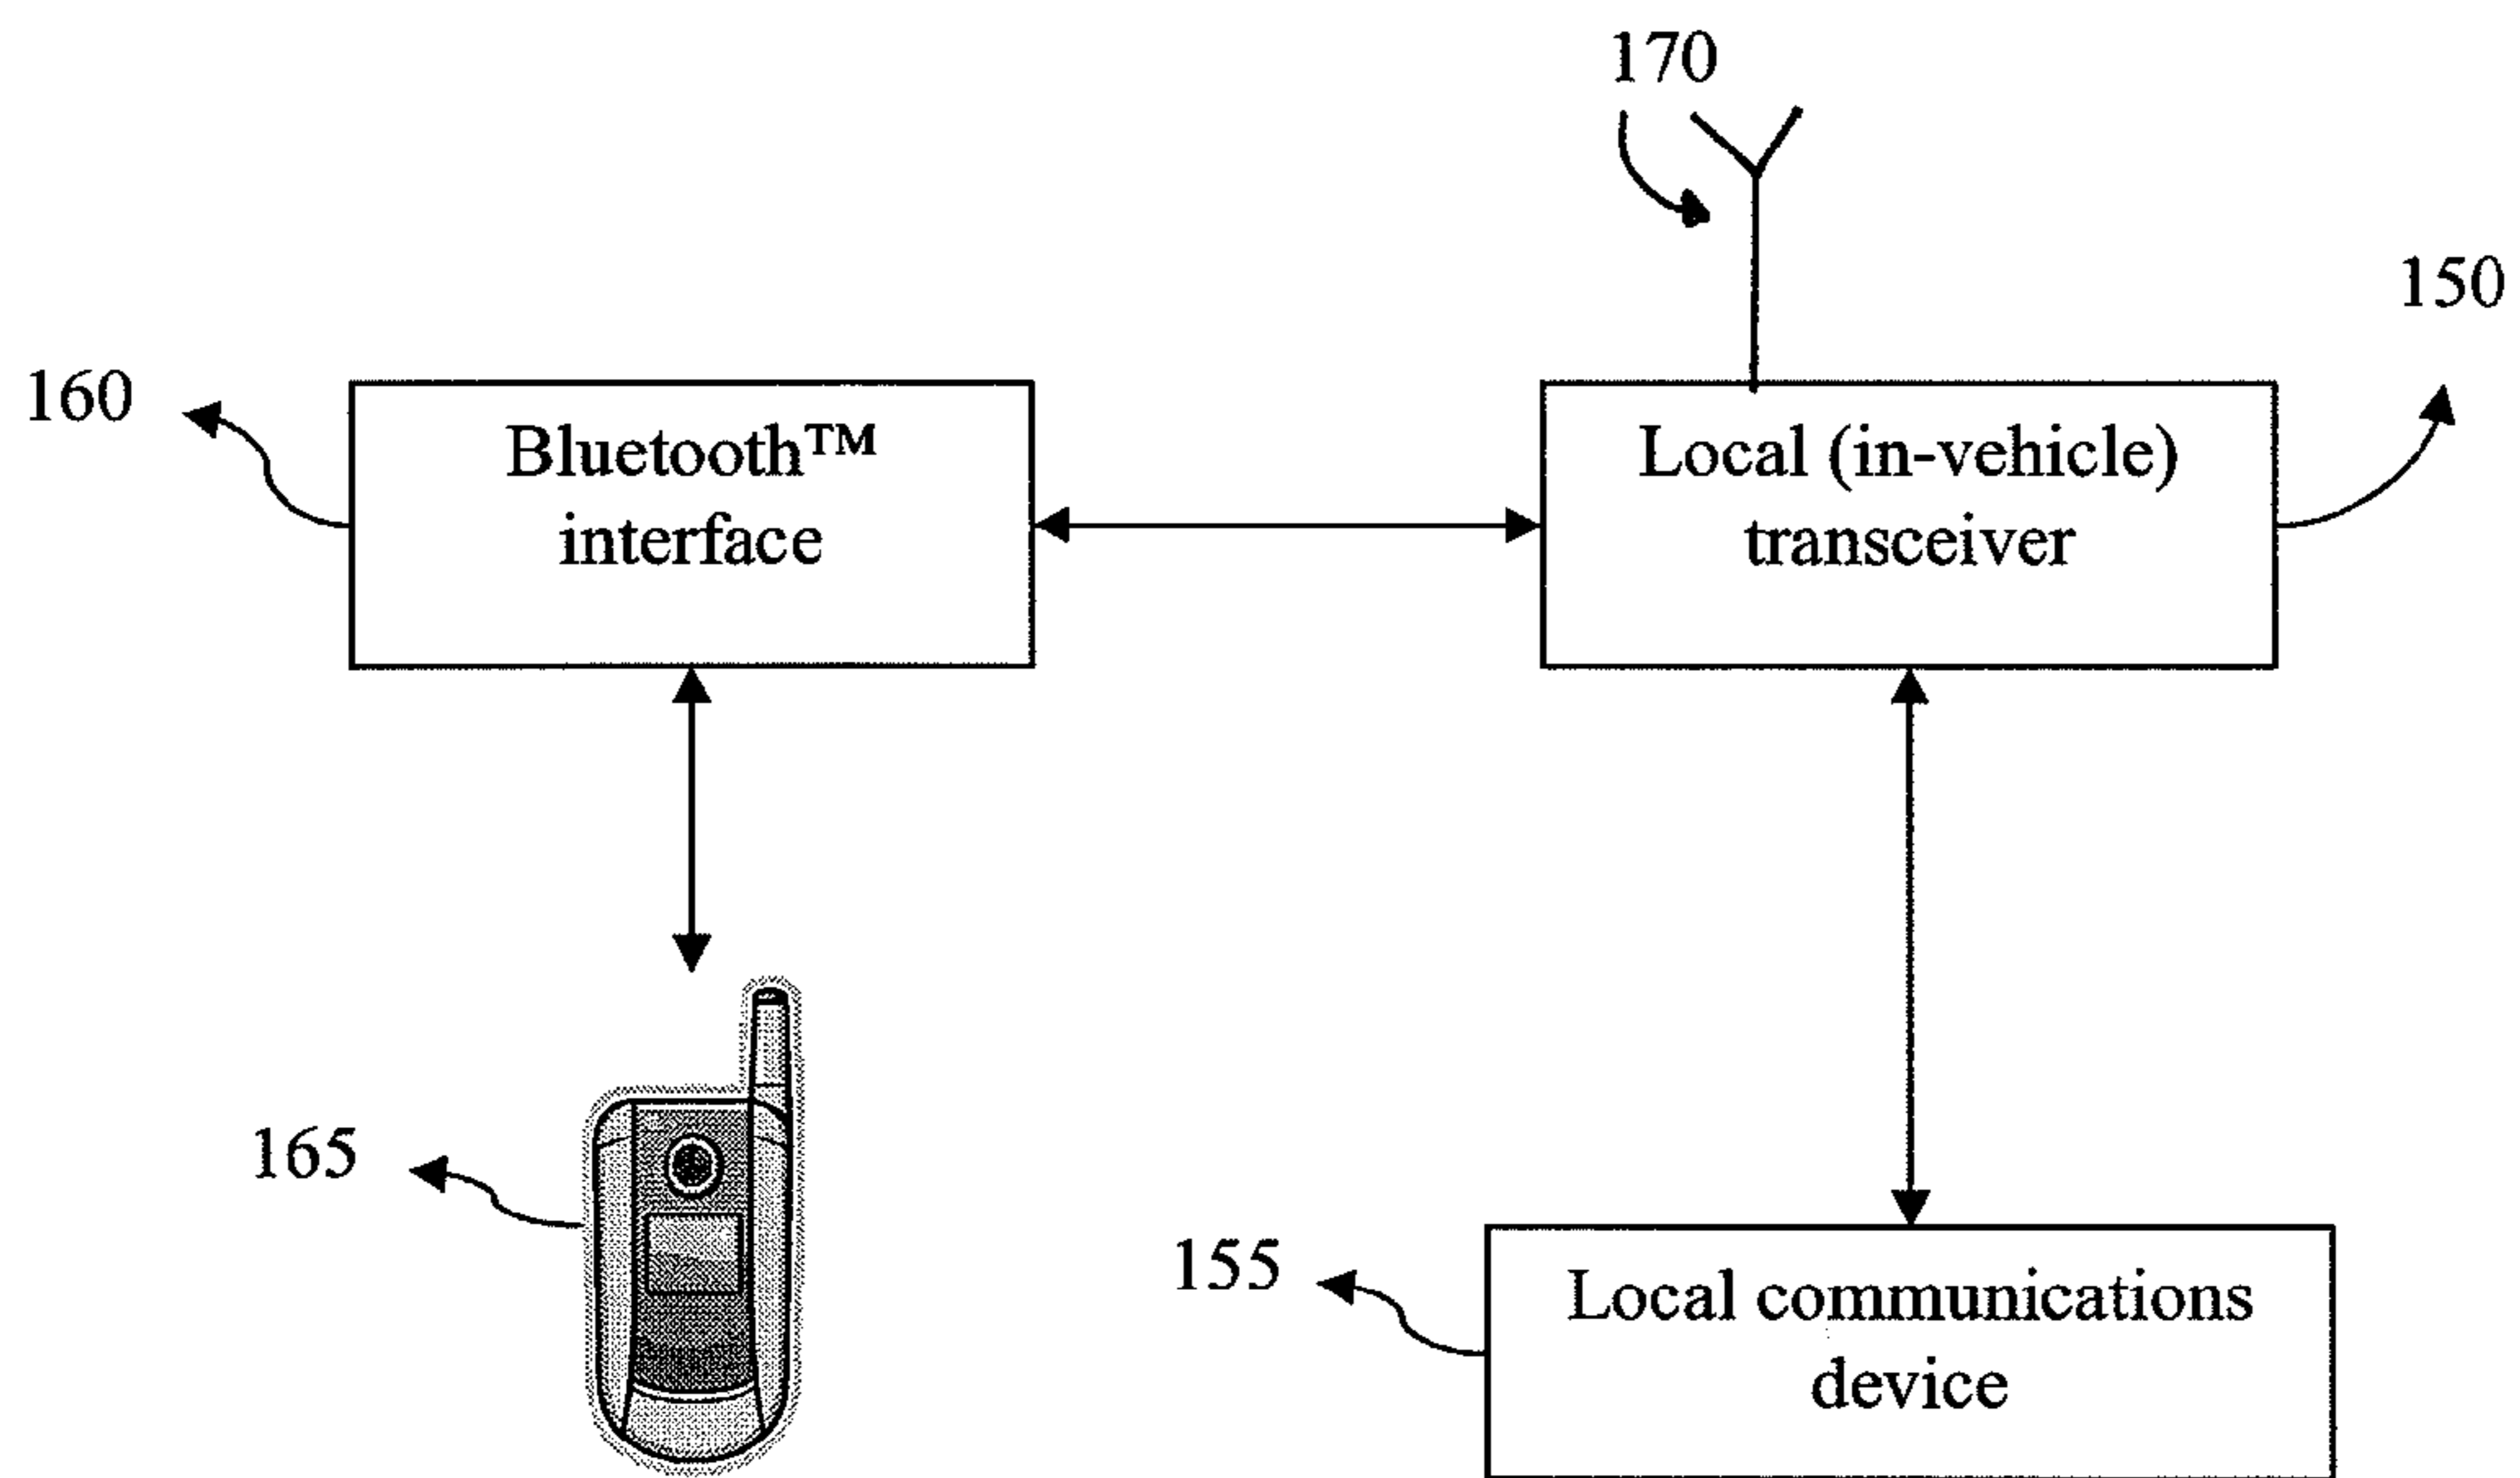 170
150
160
Bluetooth™
interface
Local (in-vehicle)
transceiver
165
155
Local communications
device